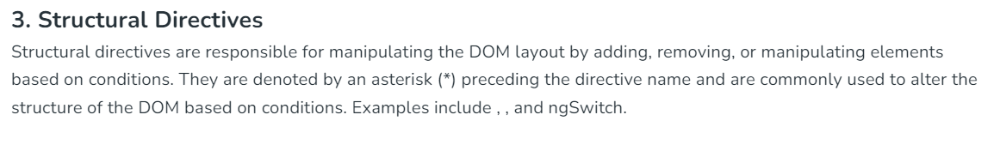 3. Structural Directives
Structural directives are responsible for manipulating the DOM layout by adding, removing, or manipulating elements
based on conditions. They are denoted by an asterisk (*) preceding the directive name and are commonly used to alter the
structure of the DOM based on conditions. Examples include , , and ngSwitch.